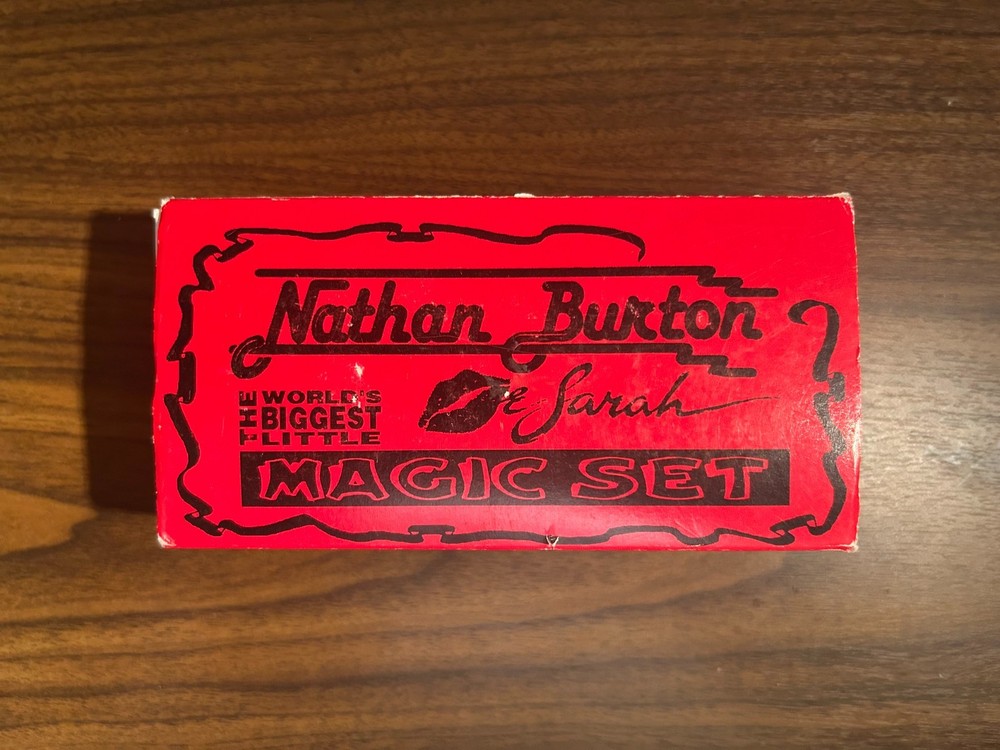 Nathan Burton
e Sarah
THE WORLD'S
BIGGEST
LITTLE
MAGIC SET